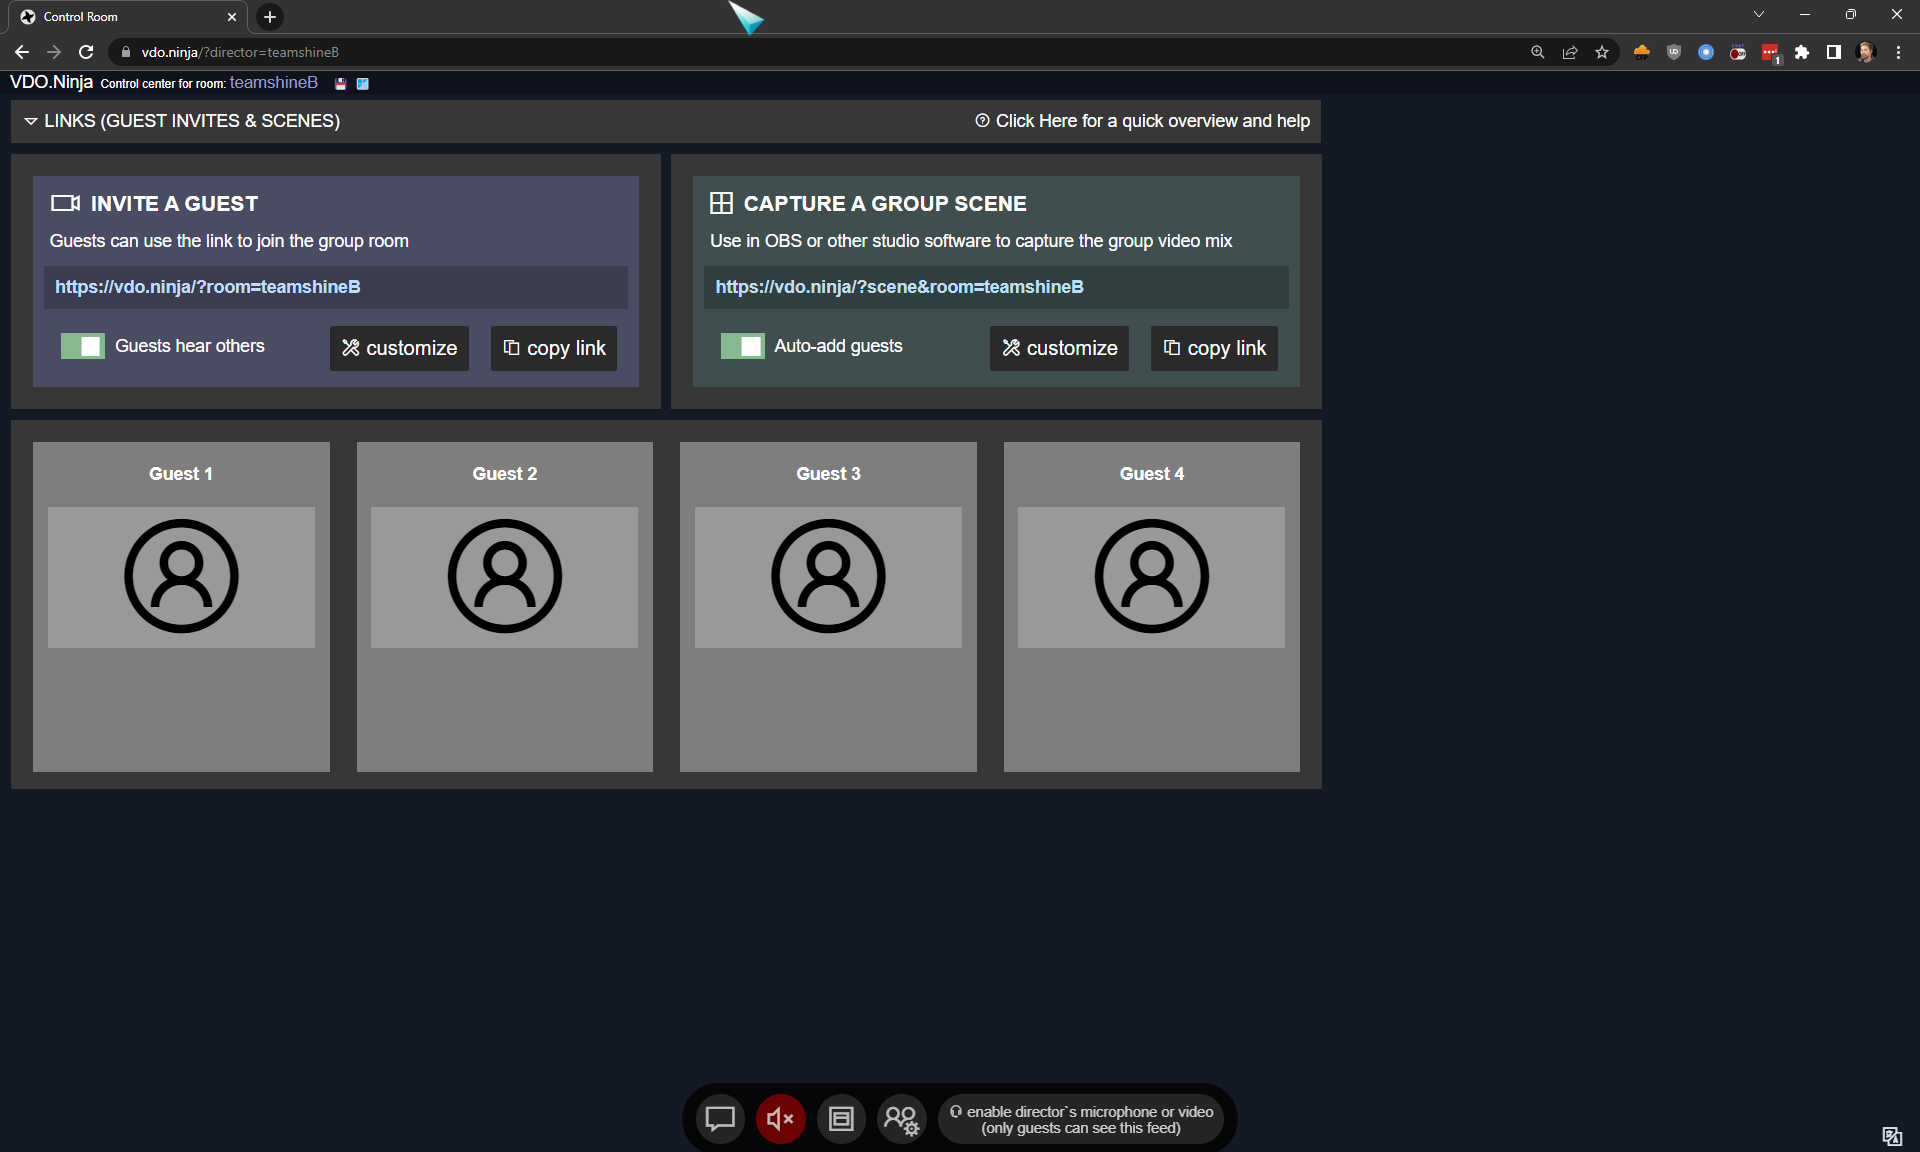 Control Room
vdo.ninja/?director=teamshineB
1
VDO.Ninja Control center for room: teamshineB
LINKS (GUEST INVITES & SCENES)
Click Here for a quick overview and help
INVITE A GUEST
Guests can use the link to join the group room
https://vdo.ninja/?room=teamshineB
Guests hear others
customize
copy link
CAPTURE A GROUP SCENE
Use in OBS or other studio software to capture the group video mix
https://vdo.ninja/?scene&room=teamshineB
Auto-add guests
customize
copy link
Guest 1
Guest 2
Guest 3
Guest 4
enable director`s microphone or video
(only guests can see this feed)